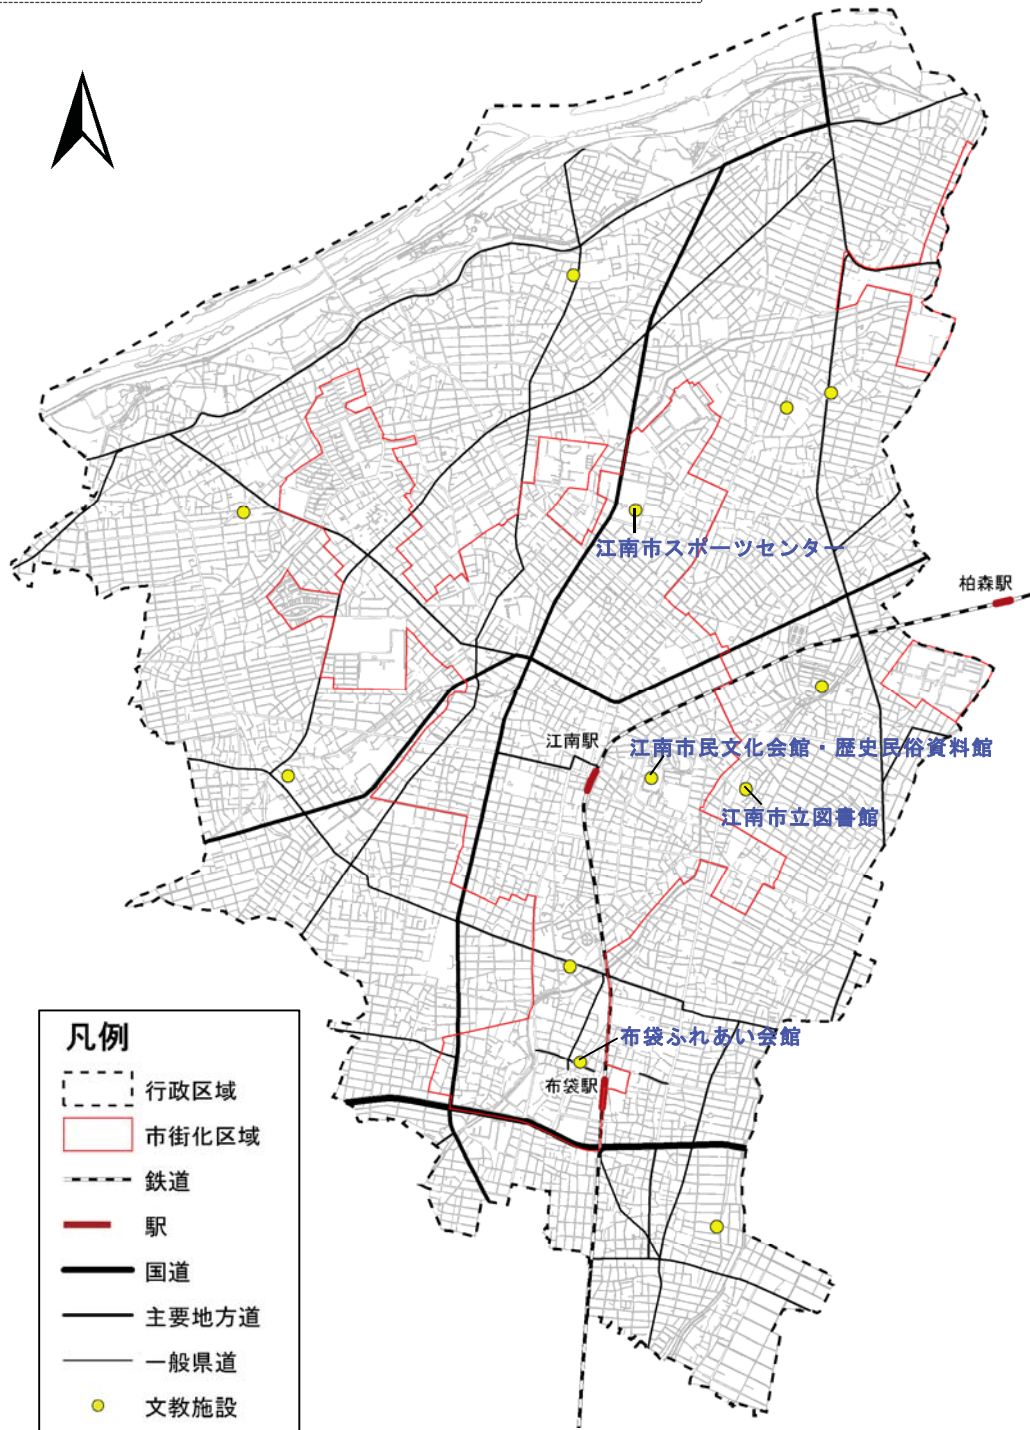 江南市スポーツセンター
柏森駅
江南駅
江南市民文化会館・歴史民俗資料館
江南市立図書館
布袋ふれあい会館
布袋駅
凡例
行政区域
市街化区域
鉄道
駅
国道
主要地方道
一般県道
文教施設